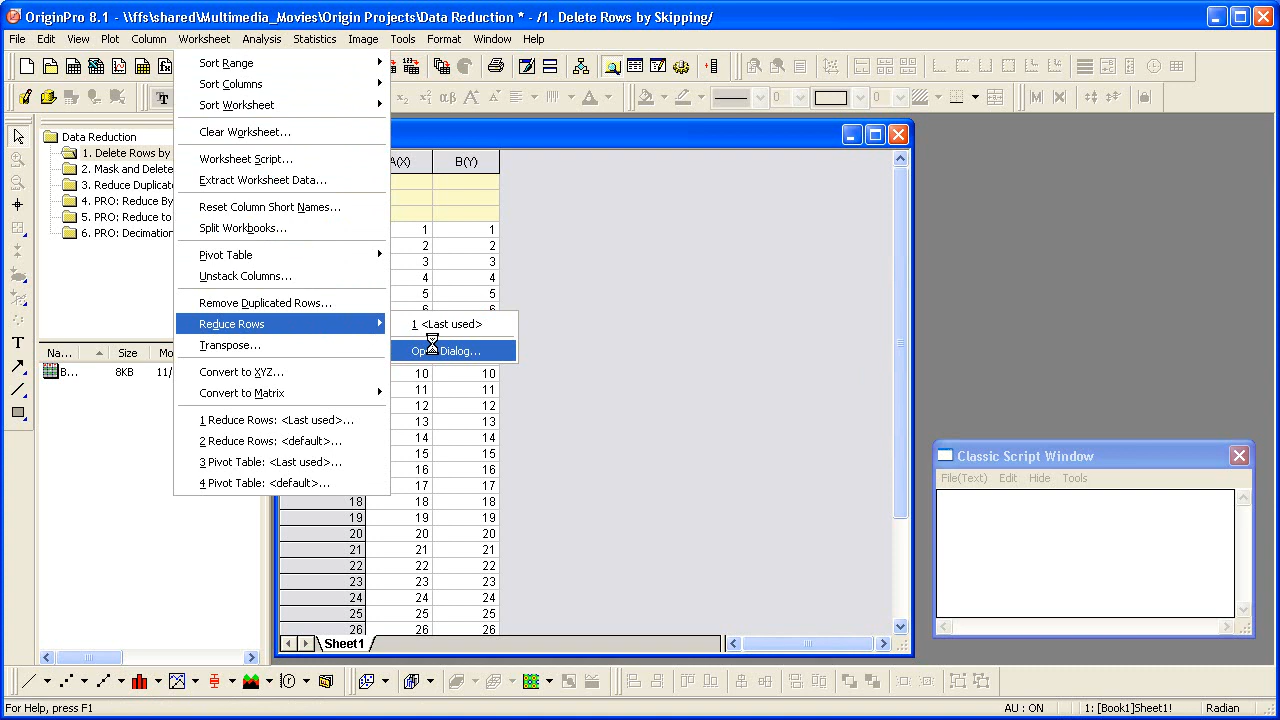 OriginPro 8.1 - \\ffs\shared\Multimedia_Movies\Origin Projects\Data Reduction * - /1. Delete Rows by Skipping/
File Edit View Plot Column Worksheet Analysis Statistics Image Tools Format Window Help
Sort Range
Sort Columns
Sort Worksheet
Clear Worksheet...
Worksheet Script...
Extract Worksheet Data...
Reset Column Short Names...
Split Workbooks...
Pivot Table
Unstack Columns...
Remove Duplicated Rows...
Reduce Rows
Transpose...
Convert to XYZ...
Convert to Matrix
1 Reduce Rows: <Last used>...
2 Reduce Rows: <default>...
3 Pivot Table: <Last used>...
4 Pivot Table: <default>...
1 <Last used>
Dialog...
Data Reduction
1. Delete Rows by
2. Mask and Delete
3. Reduce Duplicat
4. PRO: Reduce By
5. PRO: Reduce to
6. PRO: Decimation
Na... Size Mo
B... 8KB 11/
A(X) B(Y)
1 1
2 2
3 3
4 4
5 5
10 10
11 11
12 12
13 13
14 14
15 15
16 16
17 17
18 18 18
19 19 19
20 20 20
21 21 21
22 22 22
23 23 23
24 24 24
25 25 25
26 26 26
Sheet1
Classic Script Window
File(Text) Edit Hide Tools
For Help, press F1
AU : ON 1: [Book1]Sheet1! Radian